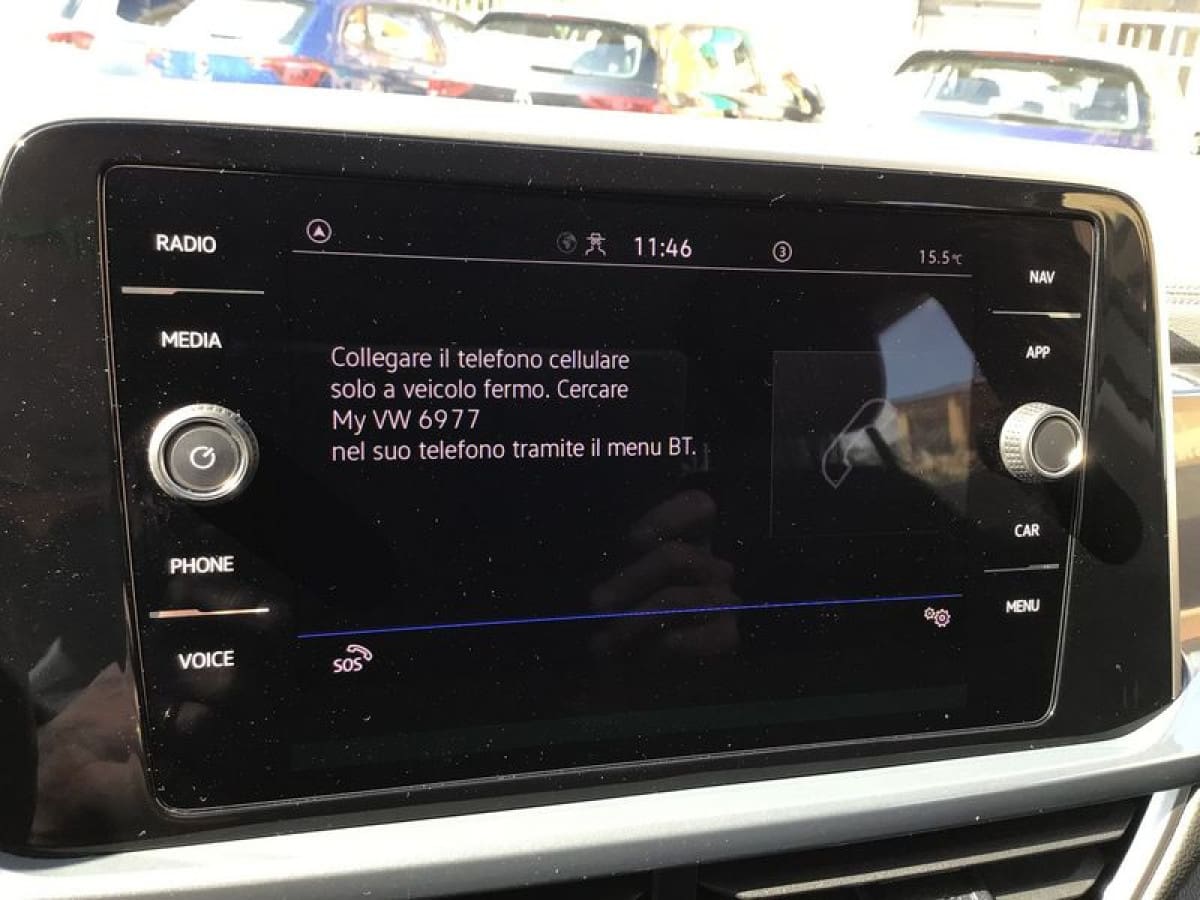 RADIO
MEDIA
PHONE
VOICE
11:46
3
15.5°C
Collegare il telefono cellulare
solo a veicolo fermo. Cercare
My VW 6977
nel suo telefono tramite il menu BT.
SOS
NAV
APP
CAR
MENU